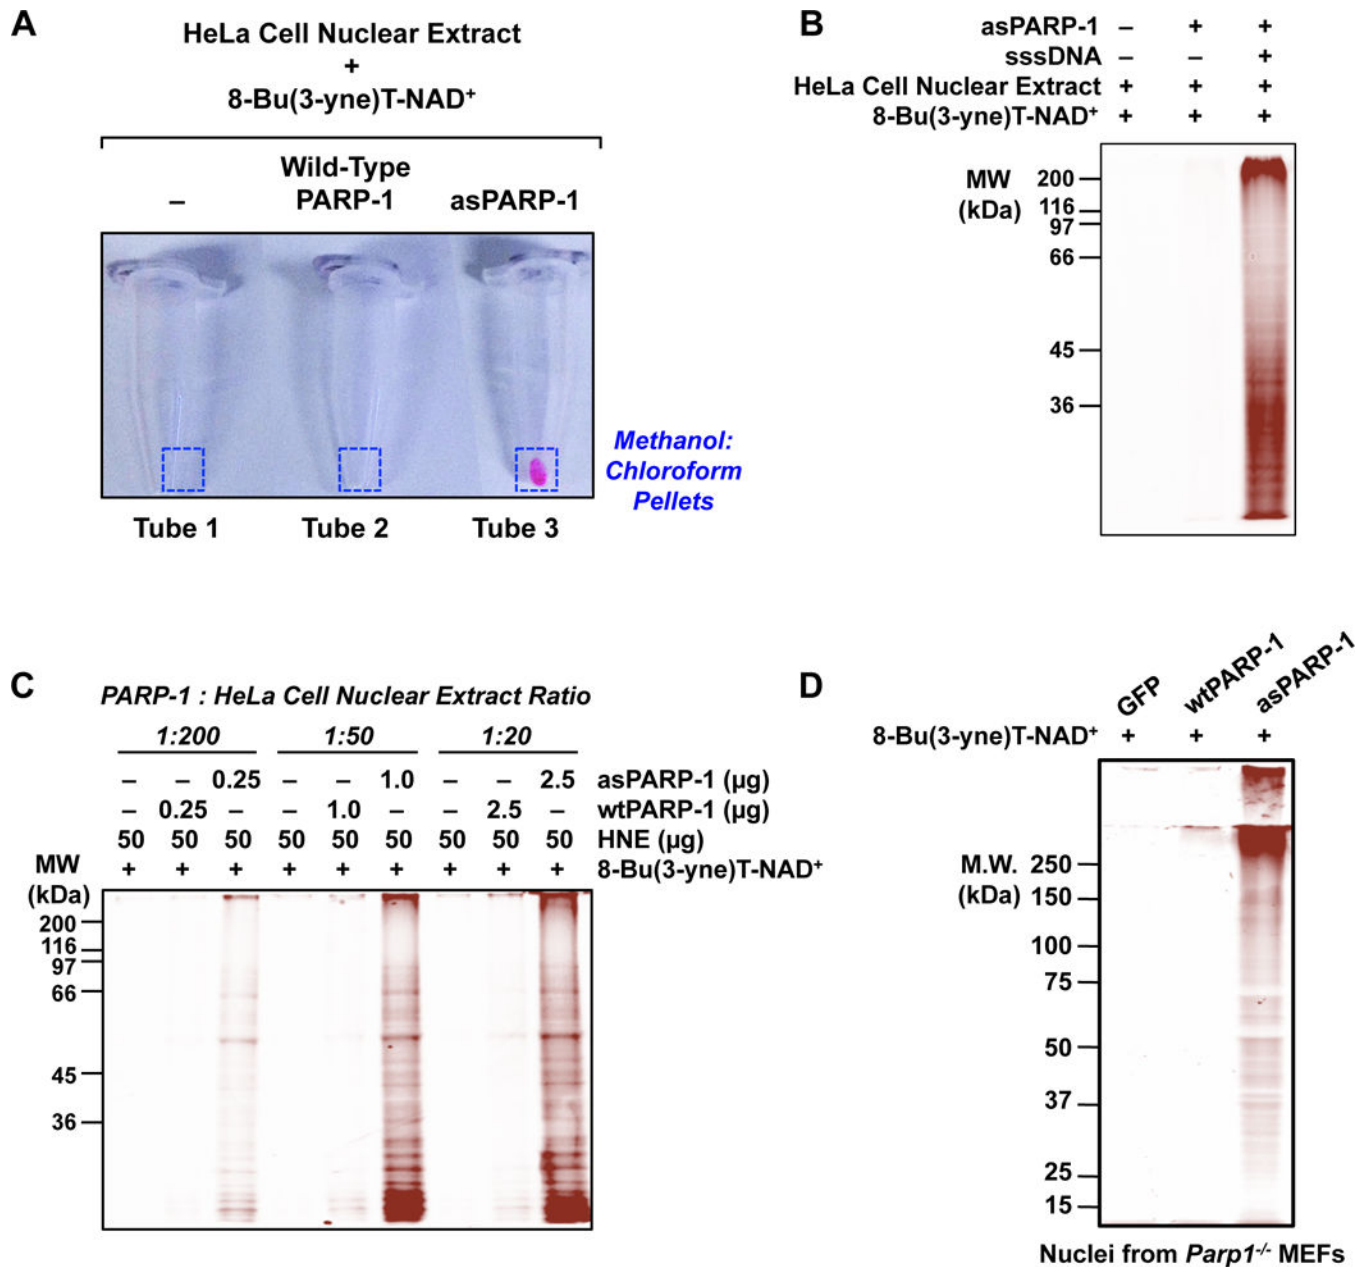 A
HeLa Cell Nuclear Extract
+
8-Bu(3-yne)T-NAD⁺
Wild-Type
– PARP-1 asPARP-1
Methanol:
Chloroform
Pellets
Tube 1 Tube 2 Tube 3
B
asPARP-1 – + +
sssDNA – – +
HeLa Cell Nuclear Extract + + +
8-Bu(3-yne)T-NAD⁺ + + +
MW
(kDa)
200
116
97
66
45
36
C
PARP-1 : HeLa Cell Nuclear Extract Ratio
1:200 1:50 1:20
– – 0.25 – – 1.0 – – 2.5 asPARP-1 (µg)
– 0.25 – – 1.0 – – 2.5 – wtPARP-1 (µg)
50 50 50 50 50 50 50 50 50 HNE (µg)
+ + + + + + + + + 8-Bu(3-yne)T-NAD⁺
MW
(kDa)
200
116
97
66
45
36
D
GFP wtPARP-1 asPARP-1
8-Bu(3-yne)T-NAD⁺ + + +
M.W.
(kDa)
250
150
100
75
50
37
25
15
Nuclei from Parp1⁻/⁻ MEFs